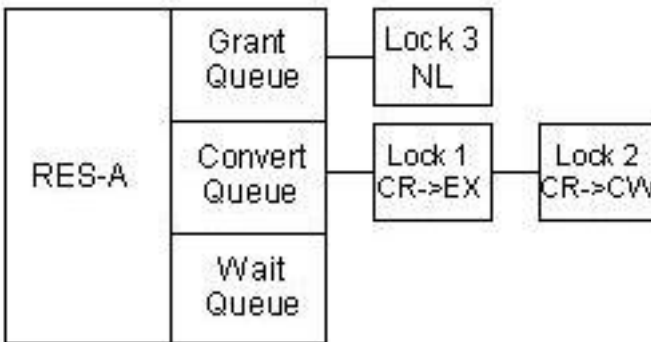 RES-A
Grant
Queue
Lock 3
NL
Convert
Queue
Lock 1
CR->EX
Lock 2
CR->CW
Wait
Queue